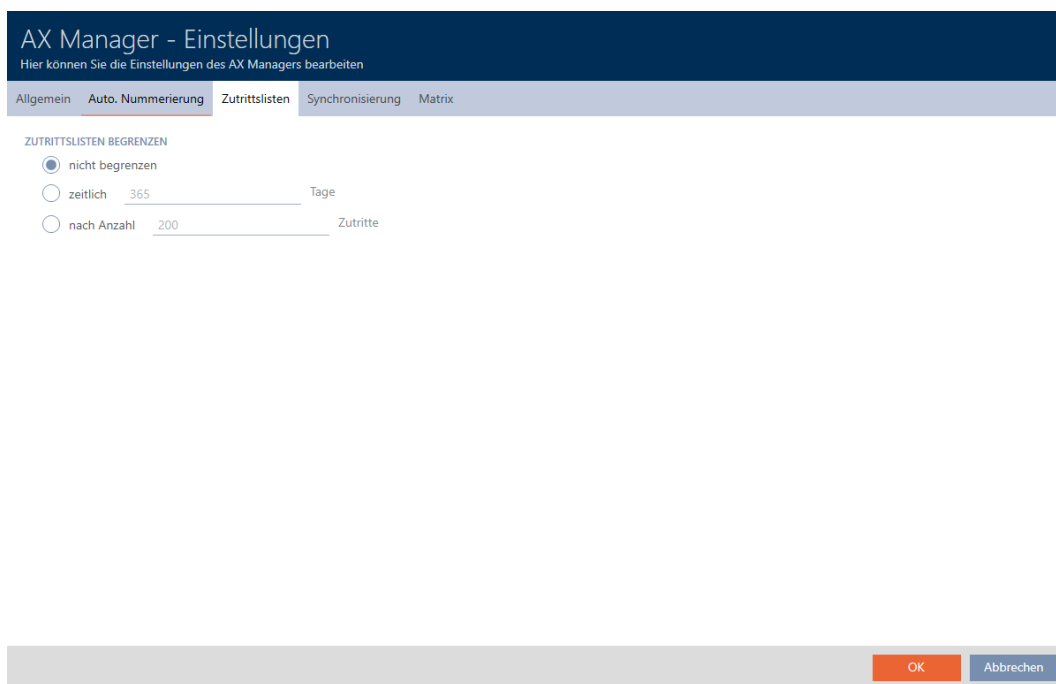 AX Manager - Einstellungen
Hier können Sie die Einstellungen des AX Managers bearbeiten
Allgemein Auto. Nummerierung Zutrittslisten Synchronisierung Matrix
ZUTRITTSLISTEN BEGRENZEN
nicht begrenzen
zeitlich 365 Tage
nach Anzahl 200 Zutritte
OK Abbrechen